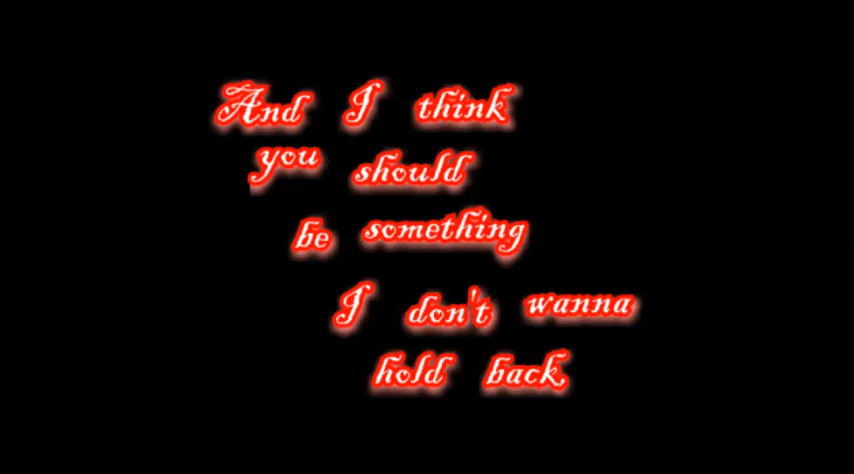 And I think
you should
be something
I don't wanna
hold back